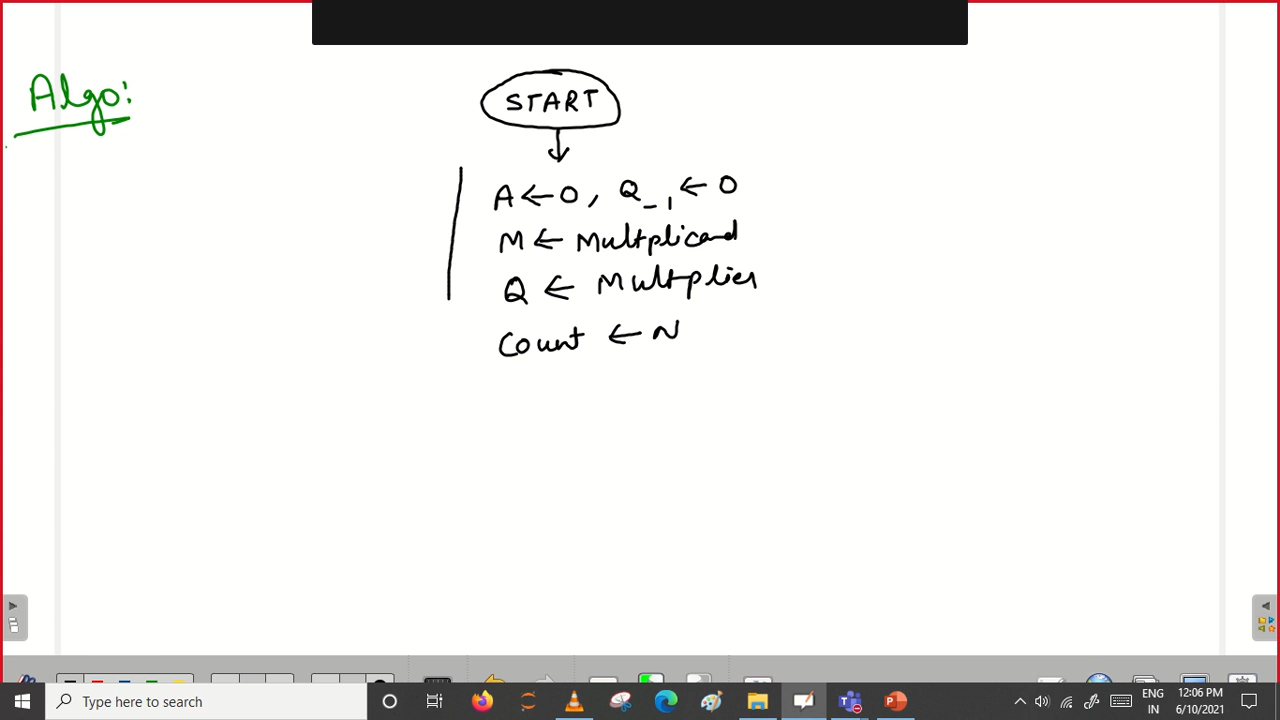 Algo:
START
A ← 0, Q_1 ← 0
M ← Multplicand
Q ← Multplier
Count ← N
Type here to search
ENG
IN
12:06 PM
6/10/2021